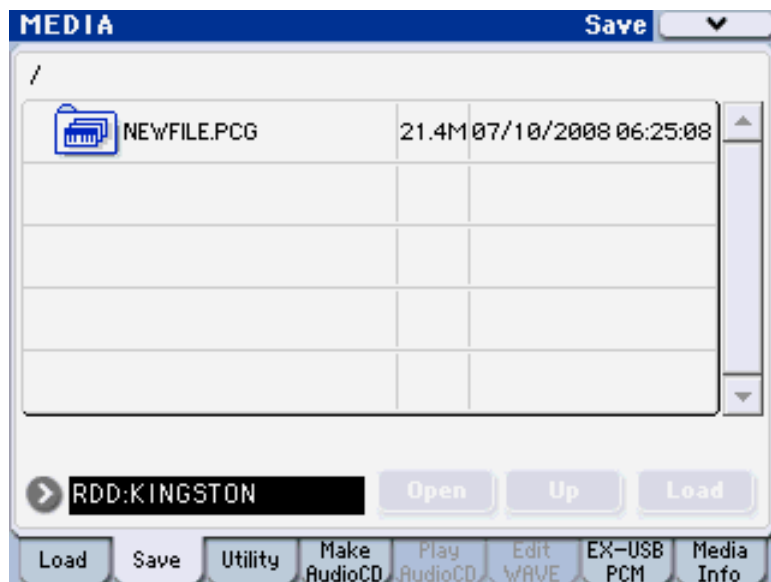 MEDIA Save
/
NEWFILE.PCG 21.4M 07/10/2008 06:25:08
RDD:KINGSTON Open Up Load
Load Save Utility Make AudioCD Play AudioCD Edit WAVE EX-USB PCM Media Info